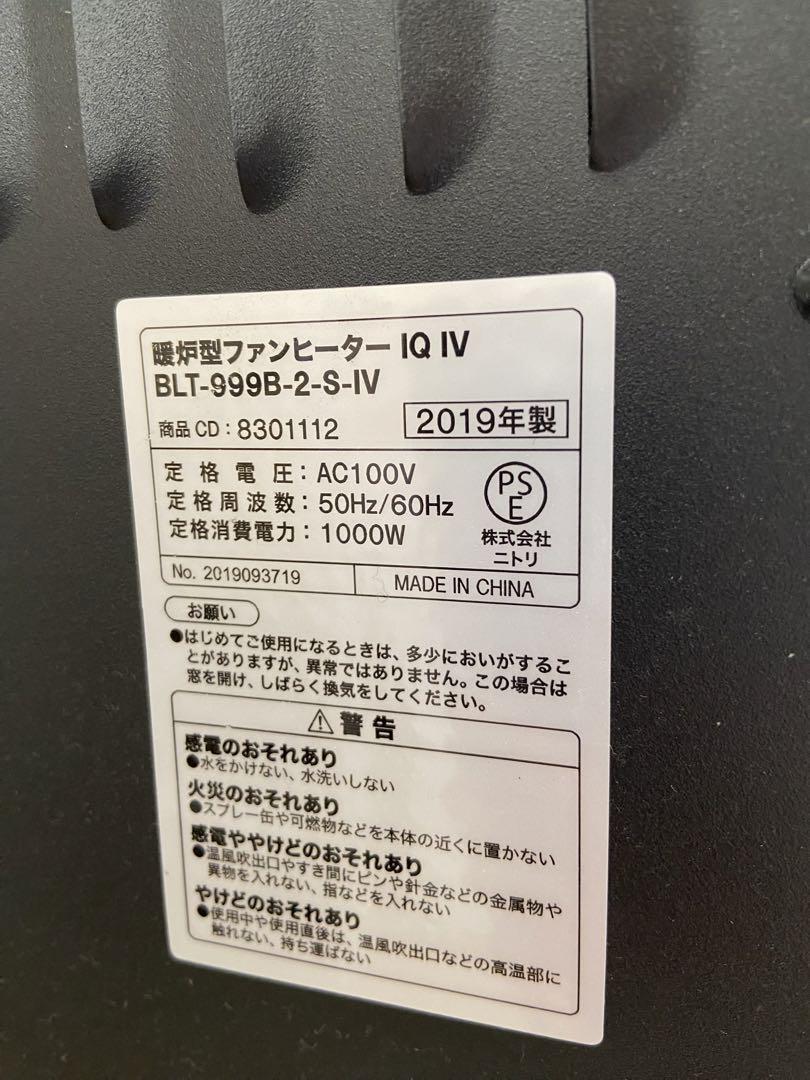 暖炉型ファンヒーター IQ IV
BLT-999B-2-S-IV
商品 CD：8301112
2019年製
定格電圧：AC100V
定格周波数：50Hz/60Hz
定格消費電力：1000W
PS
E
株式会社
ニトリ
No. 2019093719
MADE IN CHINA
お願い
●はじめてご使用になるときは、多少においがするこ
とがありますが、異常ではありません。この場合は
窓を開け、しばらく換気をしてください。
⚠警告
感電のおそれあり
●水をかけない、水洗いしない
火災のおそれあり
●スプレー缶や可燃物などを本体の近くに置かない
感電ややけどのおそれあり
●温風吹出口やすき間にピンや針金などの金属物や
異物を入れない、指などを入れない
やけどのおそれあり
●使用中や使用直後は、温風吹出口などの高温部に
触れない、持ち運ばない